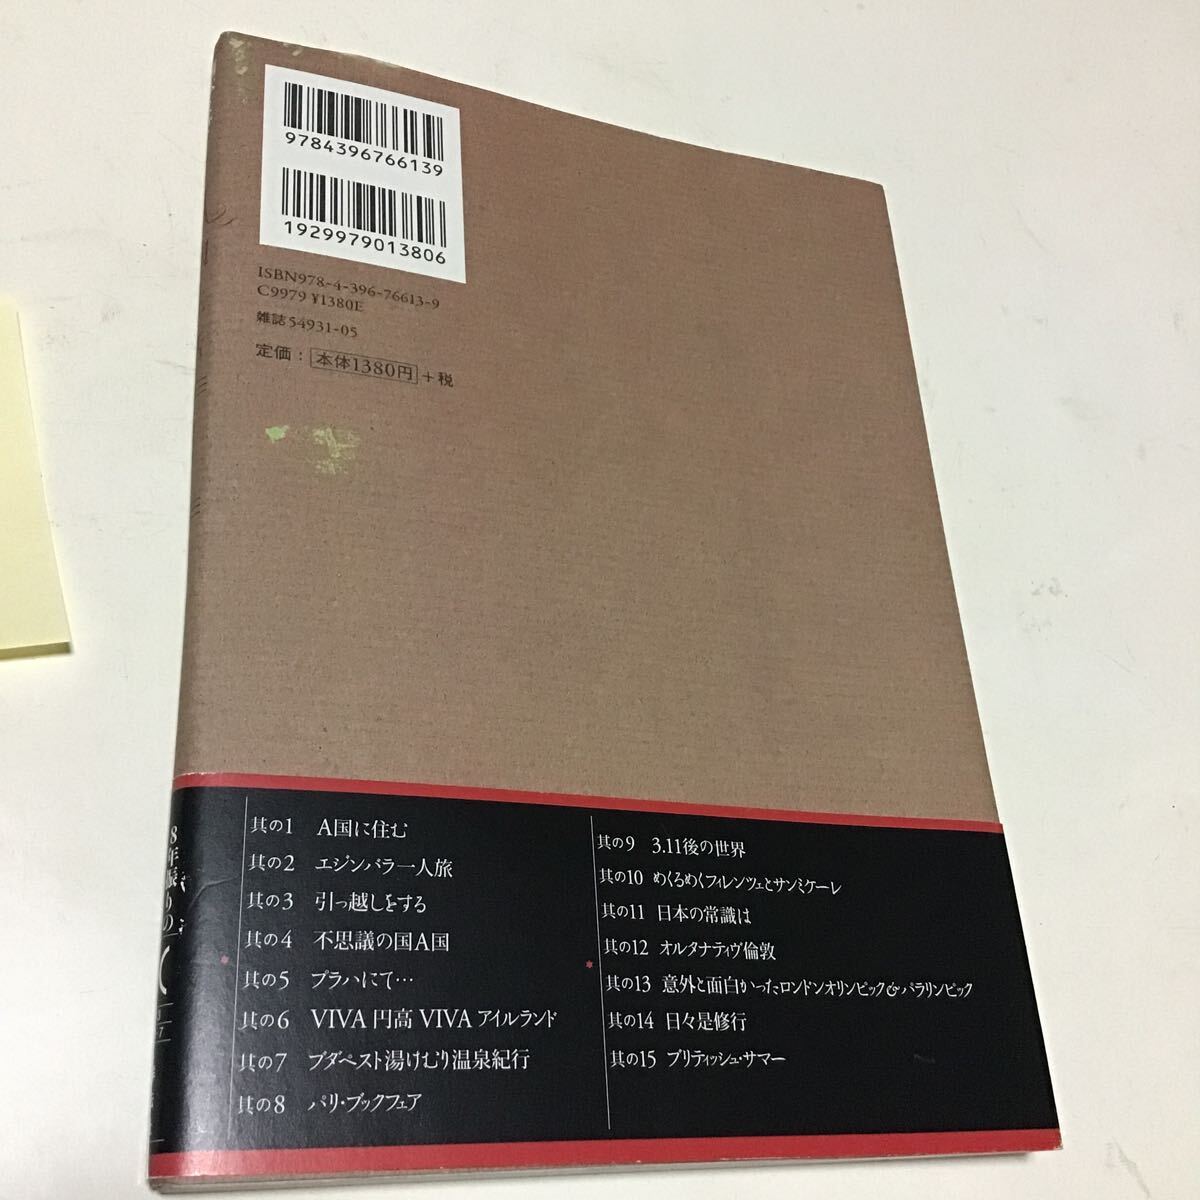 9784396766139
1929979013806
ISBN978-4-396-76613-9
C9979 ¥1380E
雑誌 54931-05
定価：本体1380円+税
其の1 A国に住む
其の2 エジンバラ一人旅
其の3 引っ越しをする
其の4 不思議の国A国
其の5 プラハにて…
其の6 VIVA 円高 VIVA アイルランド
其の7 ブダペスト湯けむり温泉紀行
其の8 パリ・ブックフェア
其の9 3.11後の世界
其の10 めくるめくフィレンツェとサンミケーレ
其の11 日本の常識は
其の12 オルタナティヴ倫敦
其の13 意外と面白かったロンドンオリンピック&パラリンピック
其の14 日々是修行
其の15 ブリティッシュ・サマー
8年振りの